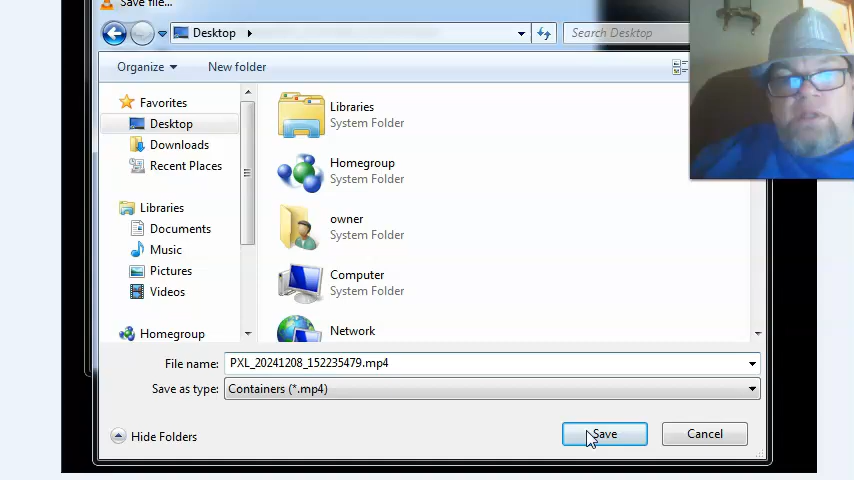 Save file...
Desktop
Search Desktop
Organize
New folder
Favorites
Desktop
Downloads
Recent Places
Libraries
Documents
Music
Pictures
Videos
Homegroup
Libraries
System Folder
Homegroup
System Folder
owner
System Folder
Computer
System Folder
Network
File name: PXL_20241208_152235479.mp4
Save as type: Containers (*.mp4)
Hide Folders
Save
Cancel